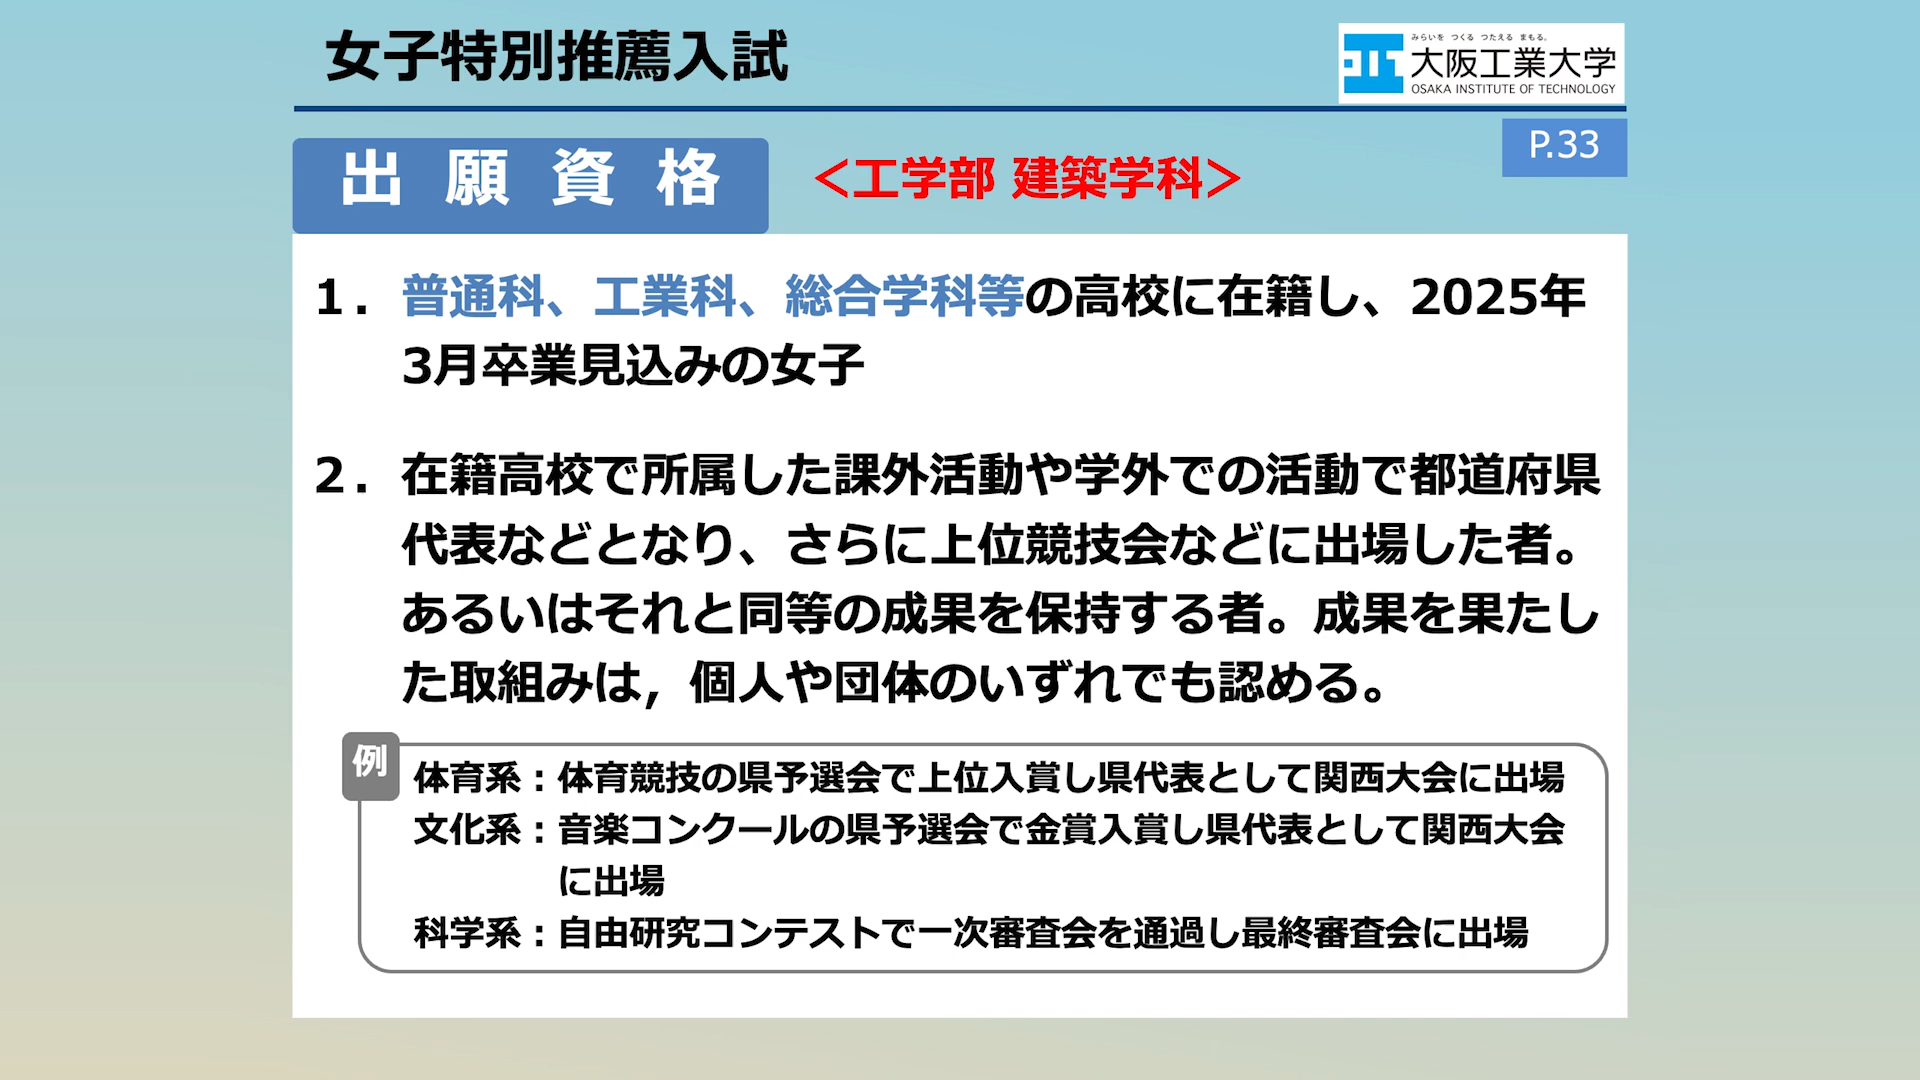 女子特別推薦入試
みらいを つくる つたえる まもる。
大阪工業大学
OSAKA INSTITUTE OF TECHNOLOGY
P.33
出願資格
＜工学部 建築学科＞
１．普通科、工業科、総合学科等の高校に在籍し、2025年
3月卒業見込みの女子
２．在籍高校で所属した課外活動や学外での活動で都道府県
代表などとなり、さらに上位競技会などに出場した者。
あるいはそれと同等の成果を保持する者。成果を果たし
た取組みは，個人や団体のいずれでも認める。
例
体育系：体育競技の県予選会で上位入賞し県代表として関西大会に出場
文化系：音楽コンクールの県予選会で金賞入賞し県代表として関西大会
に出場
科学系：自由研究コンテストで一次審査会を通過し最終審査会に出場